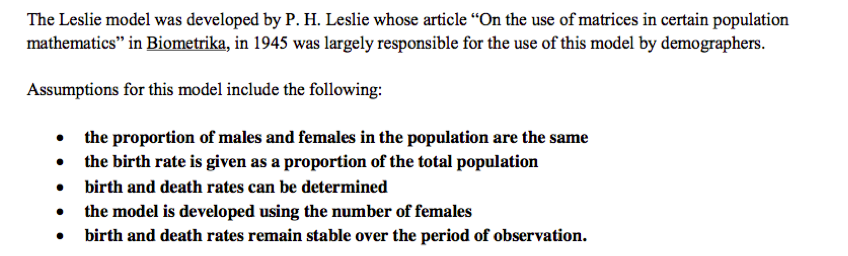 The Leslie model was developed by P. H. Leslie whose article “On the use of matrices in certain population
mathematics” in Biometrika, in 1945 was largely responsible for the use of this model by demographers.
Assumptions for this model include the following:
• the proportion of males and females in the population are the same
• the birth rate is given as a proportion of the total population
• birth and death rates can be determined
• the model is developed using the number of females
• birth and death rates remain stable over the period of observation.